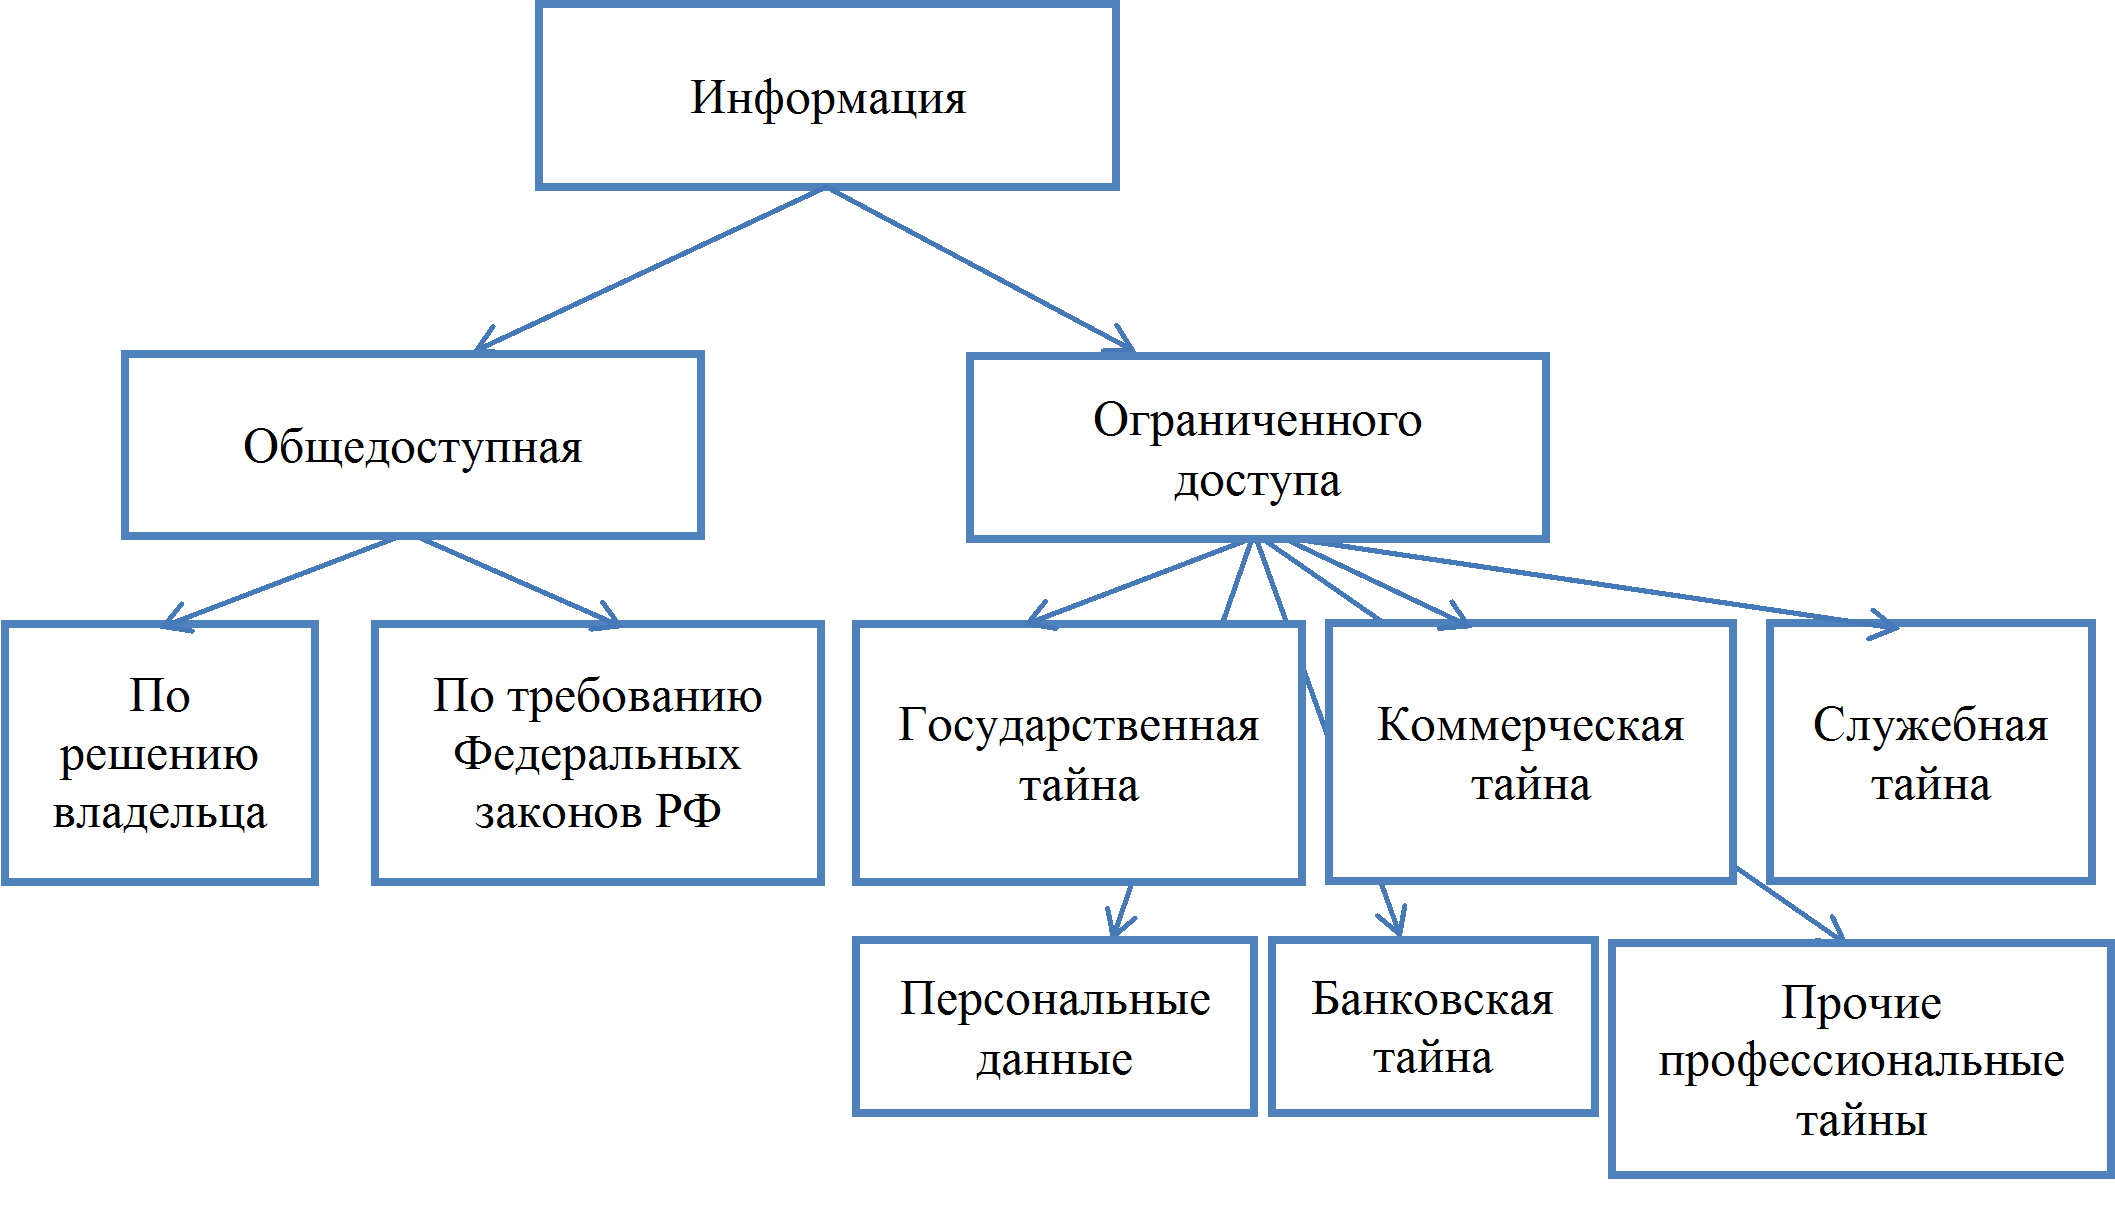 Информация
Общедоступная
Ограниченного
доступа
По
решению
владельца
По требованию
Федеральных
законов РФ
Государственная
тайна
Коммерческая
тайна
Служебная
тайна
Персональные
данные
Банковская
тайна
Прочие
профессиональные
тайны